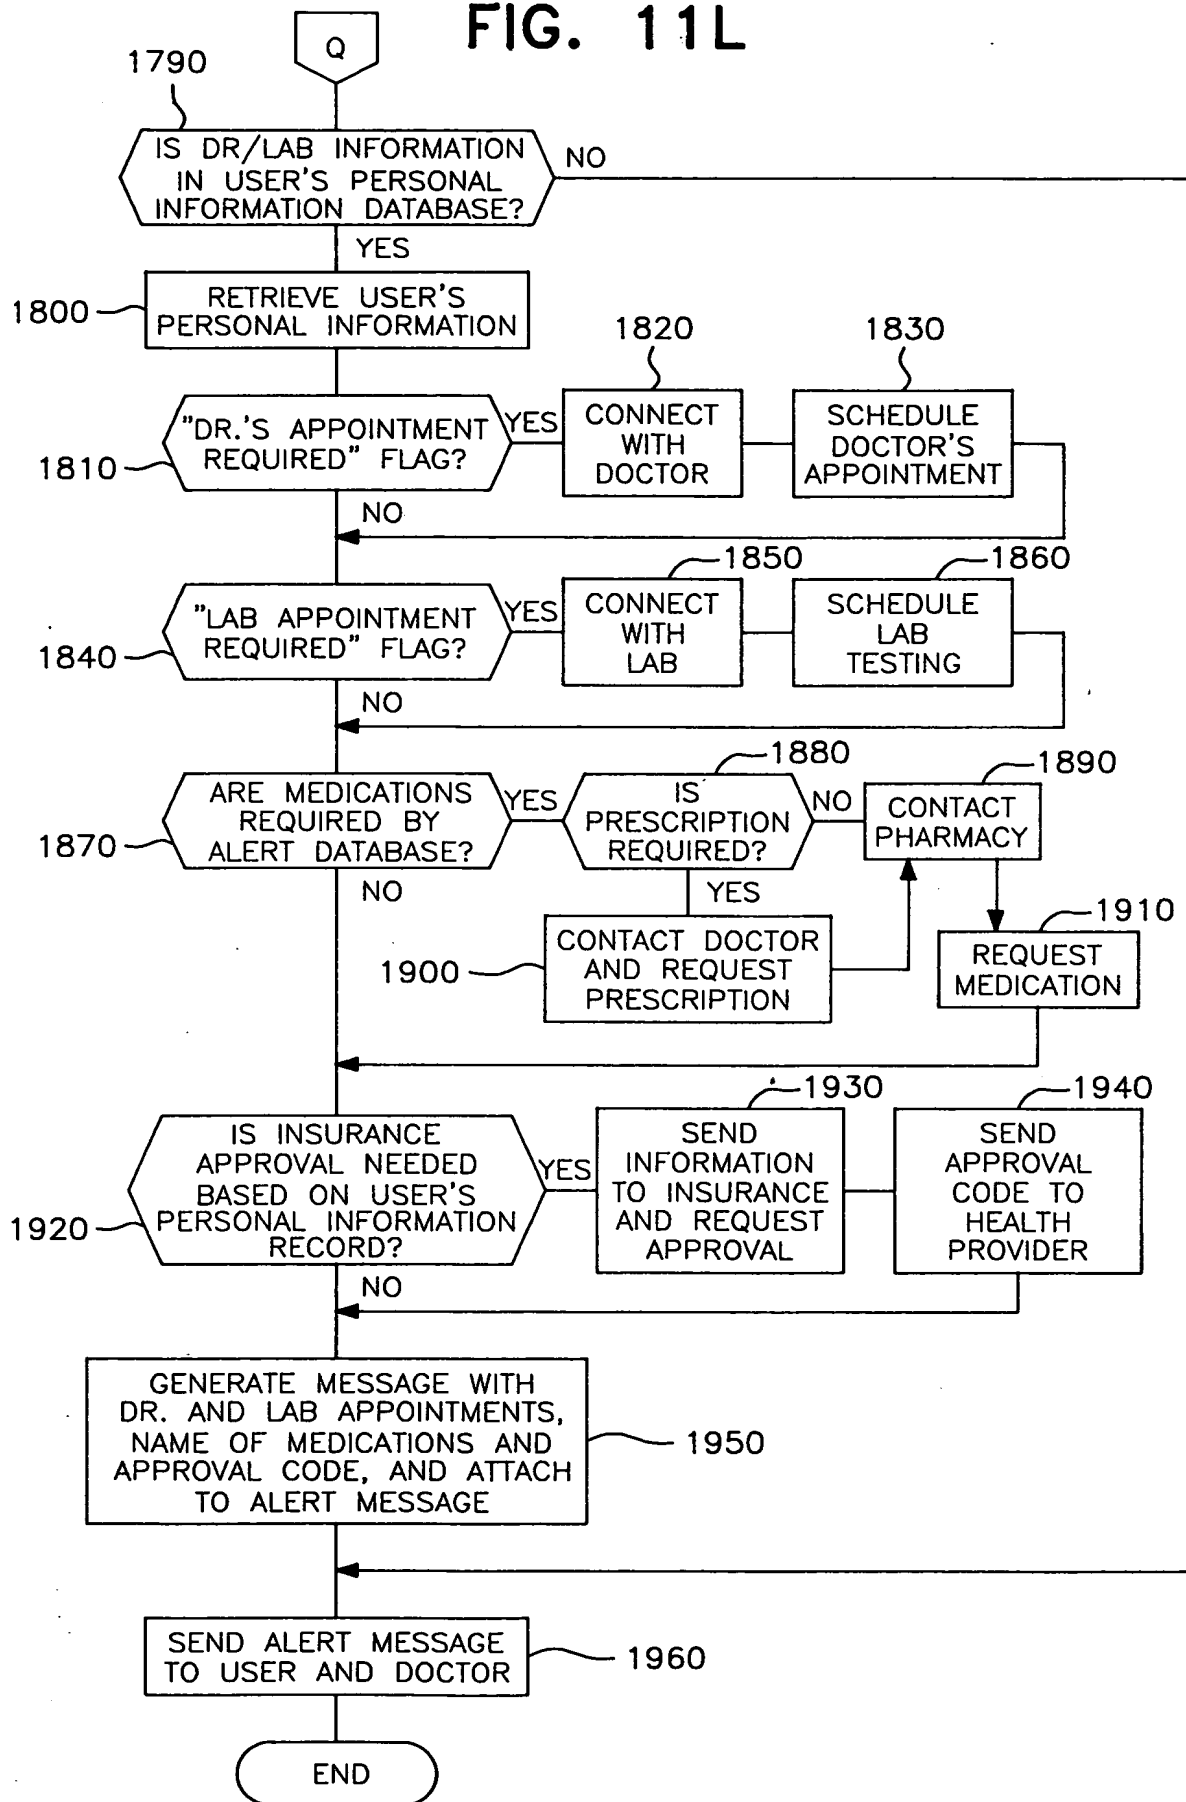 FIG. 11L
Q
1790
IS DR/LAB INFORMATION
IN USER'S PERSONAL
INFORMATION DATABASE?
NO
YES
1800
RETRIEVE USER'S
PERSONAL INFORMATION
1820
1830
"DR.'S APPOINTMENT
REQUIRED" FLAG?
1810
YES
CONNECT
WITH
DOCTOR
SCHEDULE
DOCTOR'S
APPOINTMENT
NO
1850
1860
"LAB APPOINTMENT
REQUIRED" FLAG?
1840
YES
CONNECT
WITH
LAB
SCHEDULE
LAB
TESTING
NO
1880
1890
ARE MEDICATIONS
REQUIRED BY
ALERT DATABASE?
1870
YES
IS
PRESCRIPTION
REQUIRED?
NO
CONTACT
PHARMACY
NO
YES
1910
1900
CONTACT DOCTOR
AND REQUEST
PRESCRIPTION
REQUEST
MEDICATION
1930
1940
IS INSURANCE
APPROVAL NEEDED
BASED ON USER'S
PERSONAL INFORMATION
RECORD?
1920
YES
SEND
INFORMATION
TO INSURANCE
AND REQUEST
APPROVAL
SEND
APPROVAL
CODE TO
HEALTH
PROVIDER
NO
GENERATE MESSAGE WITH
DR. AND LAB APPOINTMENTS,
NAME OF MEDICATIONS AND
APPROVAL CODE, AND ATTACH
TO ALERT MESSAGE
1950
SEND ALERT MESSAGE
TO USER AND DOCTOR
1960
END